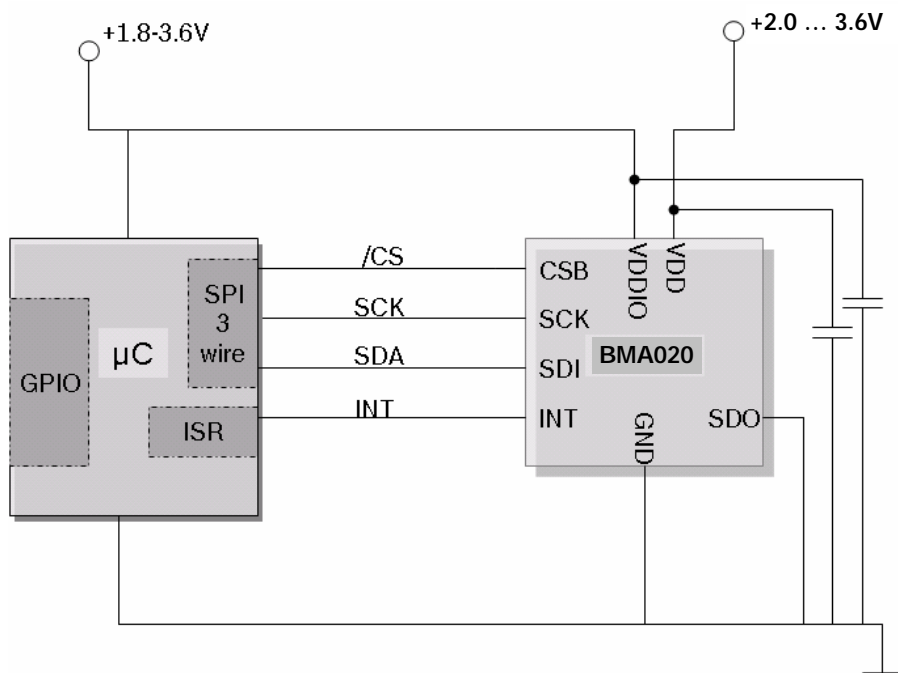 +1.8-3.6V
+2.0 ... 3.6V
/CS
SCK
SDA
INT
GPIO
µC
SPI
3
wire
ISR
CSB
SCK
SDI
INT
VDDIO
VDD
BMA020
GND
SDO